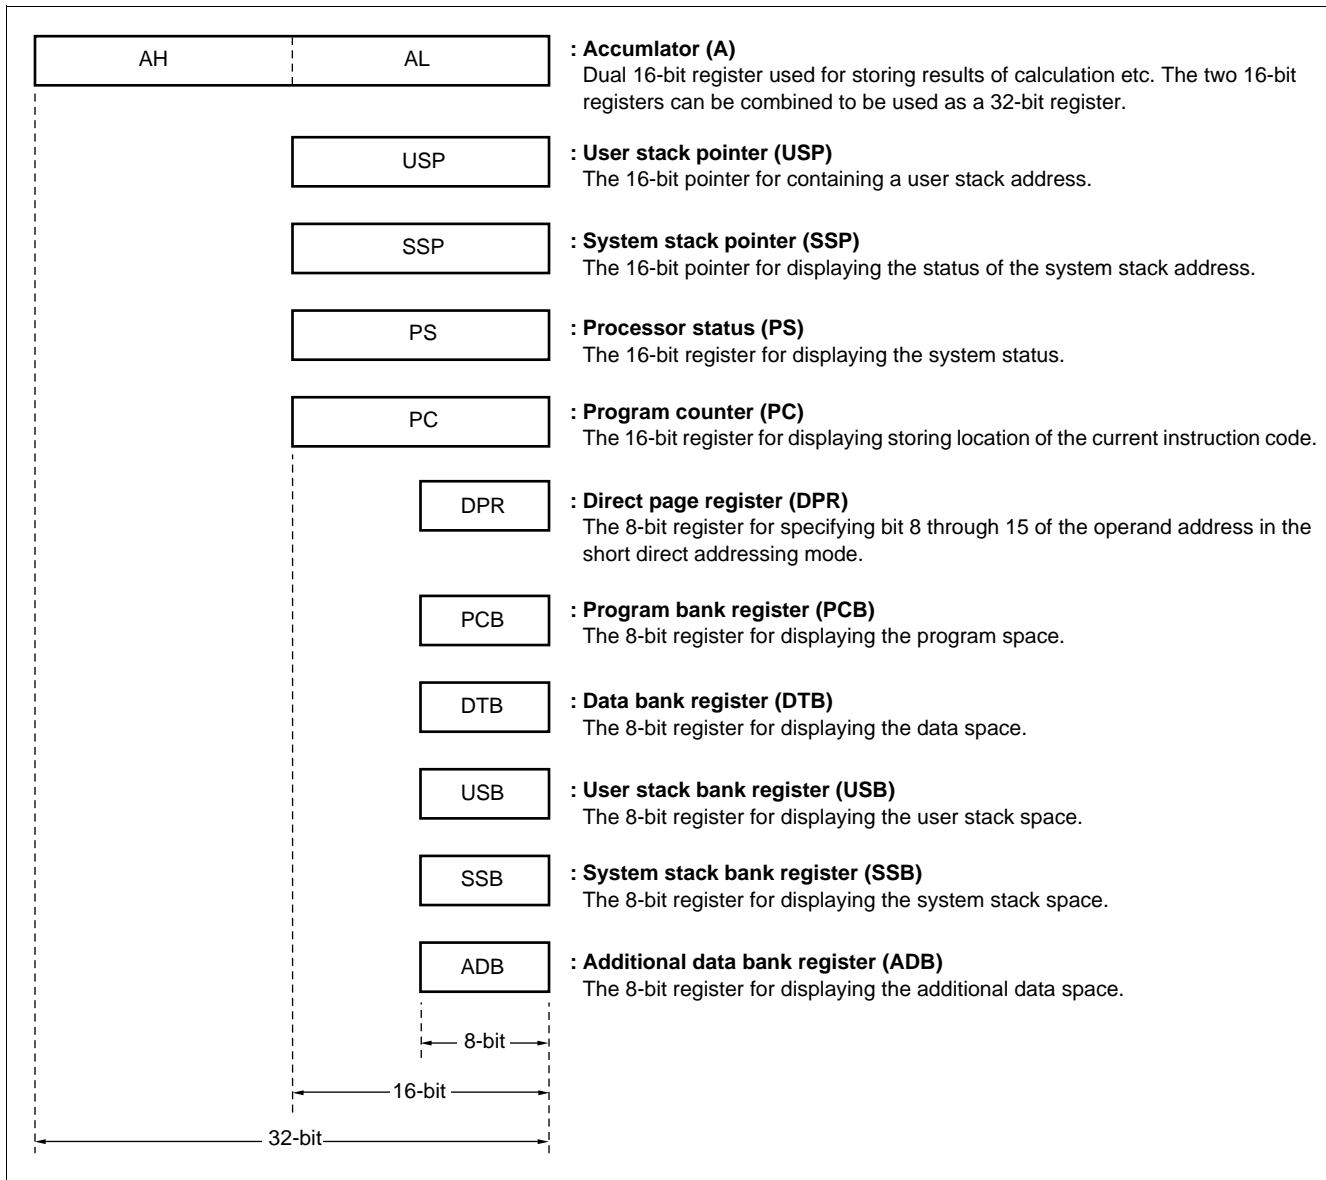 AH AL : Accumlator (A)
Dual 16-bit register used for storing results of calculation etc. The two 16-bit
registers can be combined to be used as a 32-bit register.
USP : User stack pointer (USP)
The 16-bit pointer for containing a user stack address.
SSP : System stack pointer (SSP)
The 16-bit pointer for displaying the status of the system stack address.
PS : Processor status (PS)
The 16-bit register for displaying the system status.
PC : Program counter (PC)
The 16-bit register for displaying storing location of the current instruction code.
DPR : Direct page register (DPR)
The 8-bit register for specifying bit 8 through 15 of the operand address in the
short direct addressing mode.
PCB : Program bank register (PCB)
The 8-bit register for displaying the program space.
DTB : Data bank register (DTB)
The 8-bit register for displaying the data space.
USB : User stack bank register (USB)
The 8-bit register for displaying the user stack space.
SSB : System stack bank register (SSB)
The 8-bit register for displaying the system stack space.
ADB : Additional data bank register (ADB)
The 8-bit register for displaying the additional data space.
8-bit
16-bit
32-bit